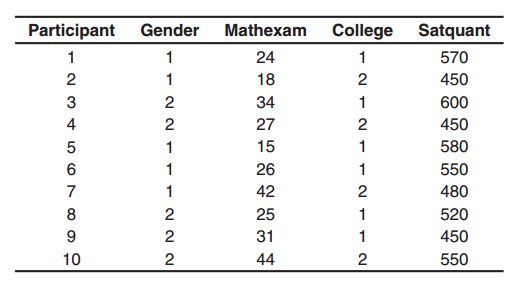 Participant Gender Mathexam College Satquant
1 1 24 1 570
2 1 18 2 450
3 2 34 1 600
4 2 27 2 450
5 1 15 1 580
6 1 26 1 550
7 1 42 2 480
8 2 25 1 520
9 2 31 1 450
10 2 44 2 550